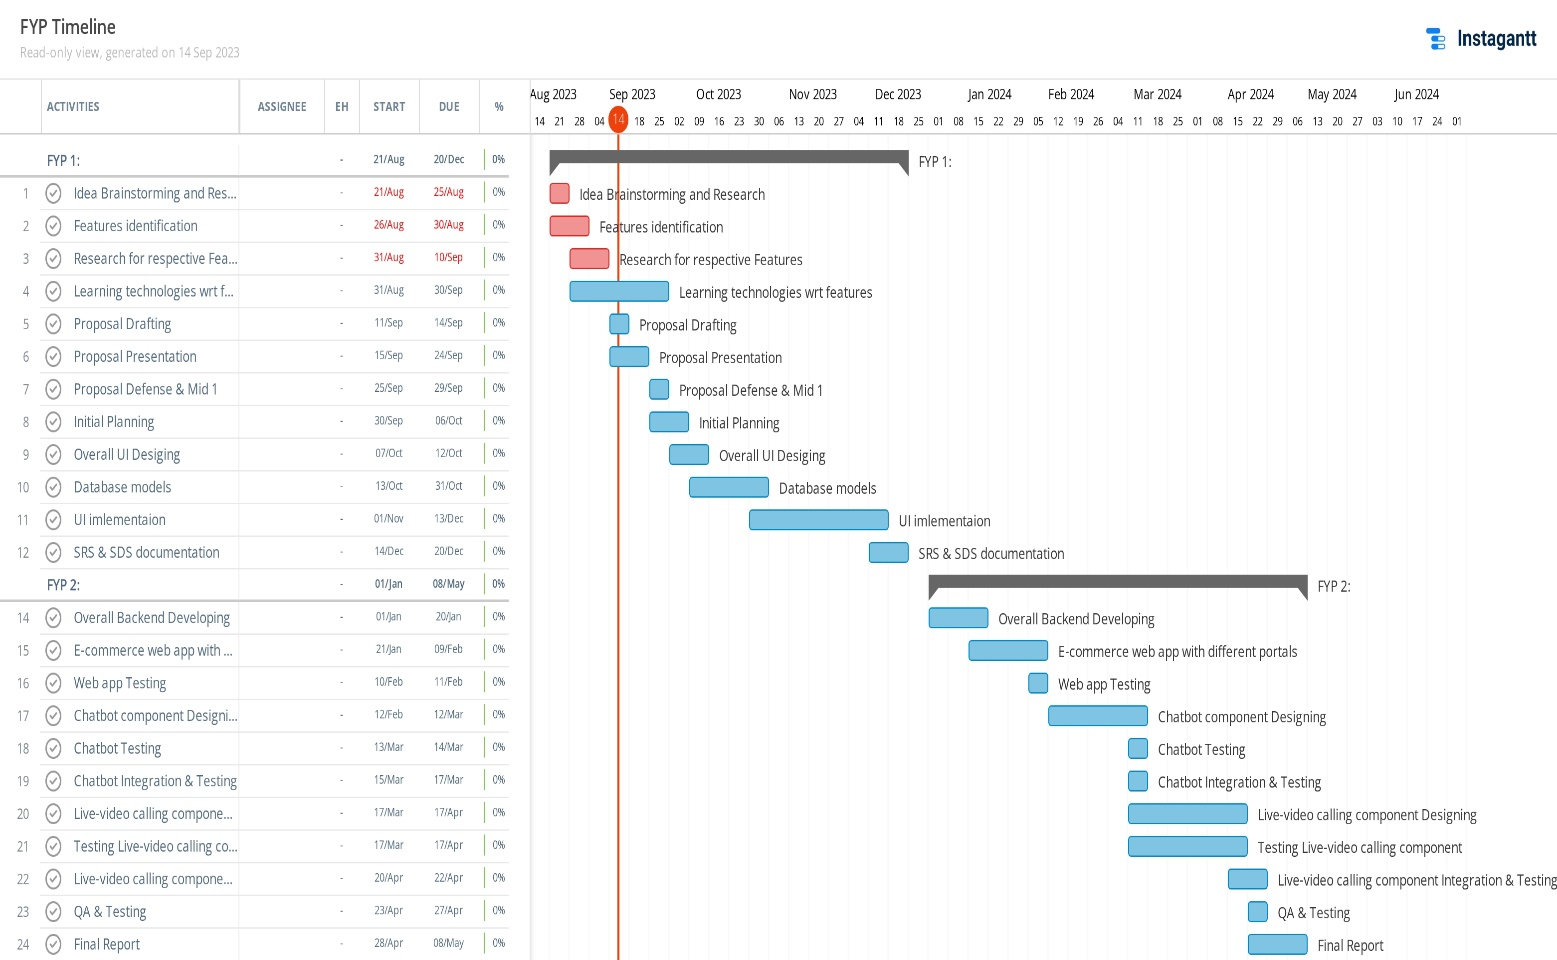 FYP Timeline
Read-only view, generated on 14 Sep 2023
Instagantt
ACTIVITIES ASSIGNEE EH START DUE %
Aug 2023 Sep 2023 Oct 2023 Nov 2023 Dec 2023 Jan 2024 Feb 2024 Mar 2024 Apr 2024 May 2024 Jun 2024
14 21 28 04 14 18 25 02 09 16 23 30 06 13 20 27 04 11 18 25 01 08 15 22 29 05 12 19 26 04 11 18 25 01 08 15 22 29 06 13 20 27 03 10 17 24 01
FYP 1: - 21/Aug 20/Dec 0% FYP 1:
1 Idea Brainstorming and Res... - 21/Aug 25/Aug 0% Idea Brainstorming and Research
2 Features identification - 26/Aug 30/Aug 0% Features identification
3 Research for respective Fea... - 31/Aug 10/Sep 0% Research for respective Features
4 Learning technologies wrt f... - 31/Aug 30/Sep 0% Learning technologies wrt features
5 Proposal Drafting - 11/Sep 14/Sep 0% Proposal Drafting
6 Proposal Presentation - 15/Sep 24/Sep 0% Proposal Presentation
7 Proposal Defense & Mid 1 - 25/Sep 29/Sep 0% Proposal Defense & Mid 1
8 Initial Planning - 30/Sep 06/Oct 0% Initial Planning
9 Overall UI Desiging - 07/Oct 12/Oct 0% Overall UI Desiging
10 Database models - 13/Oct 31/Oct 0% Database models
11 UI imlementaion - 01/Nov 13/Dec 0% UI imlementaion
12 SRS & SDS documentation - 14/Dec 20/Dec 0% SRS & SDS documentation
FYP 2: - 01/Jan 08/May 0% FYP 2:
14 Overall Backend Developing - 01/Jan 20/Jan 0% Overall Backend Developing
15 E-commerce web app with ... - 21/Jan 09/Feb 0% E-commerce web app with different portals
16 Web app Testing - 10/Feb 11/Feb 0% Web app Testing
17 Chatbot component Designi... - 12/Feb 12/Mar 0% Chatbot component Designing
18 Chatbot Testing - 13/Mar 14/Mar 0% Chatbot Testing
19 Chatbot Integration & Testing - 15/Mar 17/Mar 0% Chatbot Integration & Testing
20 Live-video calling compone... - 17/Mar 17/Apr 0% Live-video calling component Designing
21 Testing Live-video calling co... - 17/Mar 17/Apr 0% Testing Live-video calling component
22 Live-video calling compone... - 20/Apr 22/Apr 0% Live-video calling component Integration & Testing
23 QA & Testing - 23/Apr 27/Apr 0% QA & Testing
24 Final Report - 28/Apr 08/May 0% Final Report